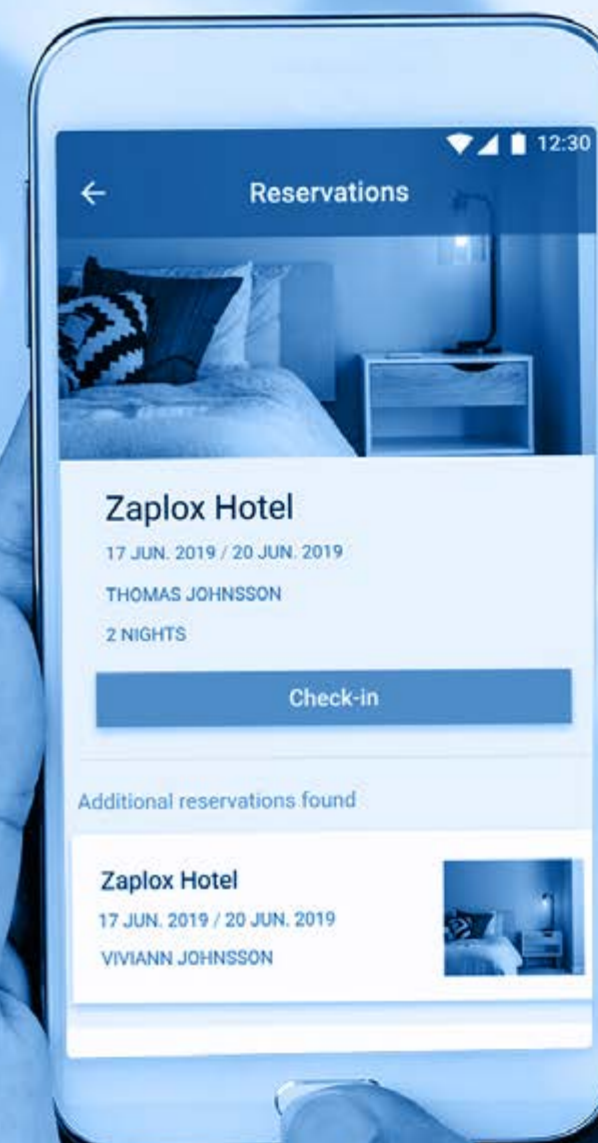 12:30
Reservations
Zaplox Hotel
17 JUN. 2019 / 20 JUN. 2019
THOMAS JOHNSSON
2 NIGHTS
Check-in
Additional reservations found
Zaplox Hotel
17 JUN. 2019 / 20 JUN. 2019
VIVIANN JOHNSSON